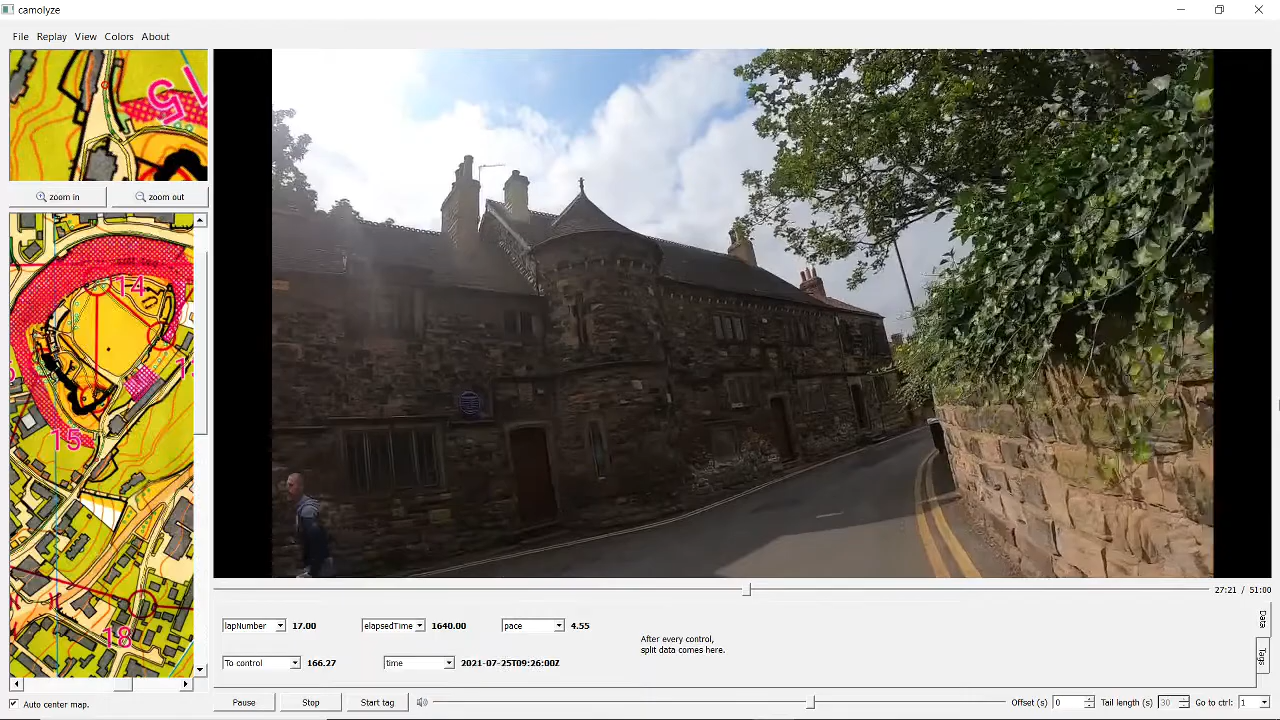 camolyze
File Replay View Colors About
15
zoom in zoom out
14
15
18
27:21 / 51:00
lapNumber 17.00 elapsedTime 1640.00 pace 4.55
To control 166.27 time 2021-07-25T09:26:00Z
After every control,
split data comes here.
Data
Tags
Auto center map.
Pause Stop Start tag Offset (s) 0 Tail length (s) 30 Go to ctrl: 1